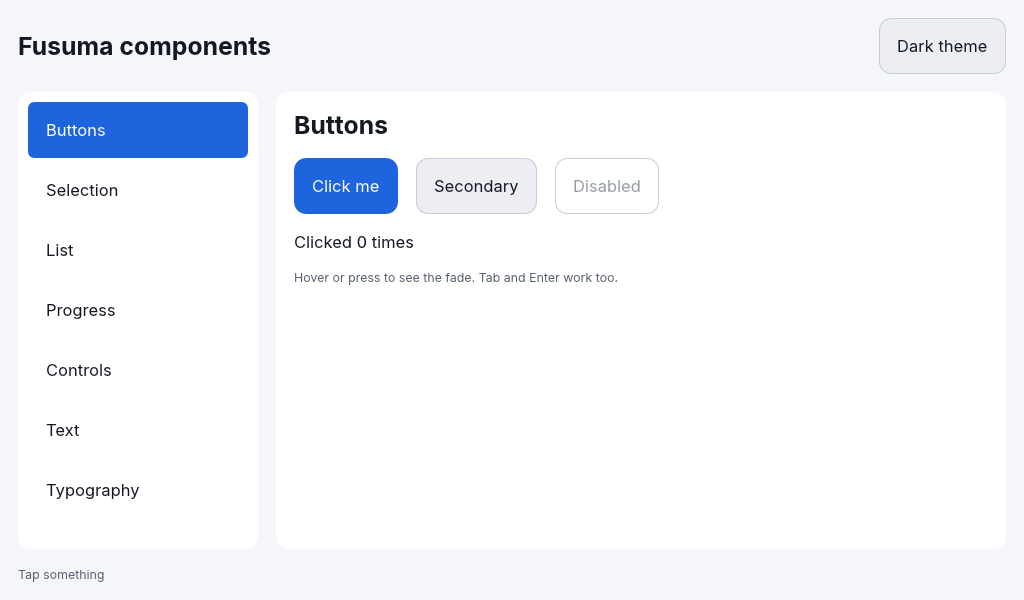 Fusuma components
Dark theme
Buttons
Selection
List
Progress
Controls
Text
Typography
Buttons
Click me
Secondary
Disabled
Clicked 0 times
Hover or press to see the fade. Tab and Enter work too.
Tap something